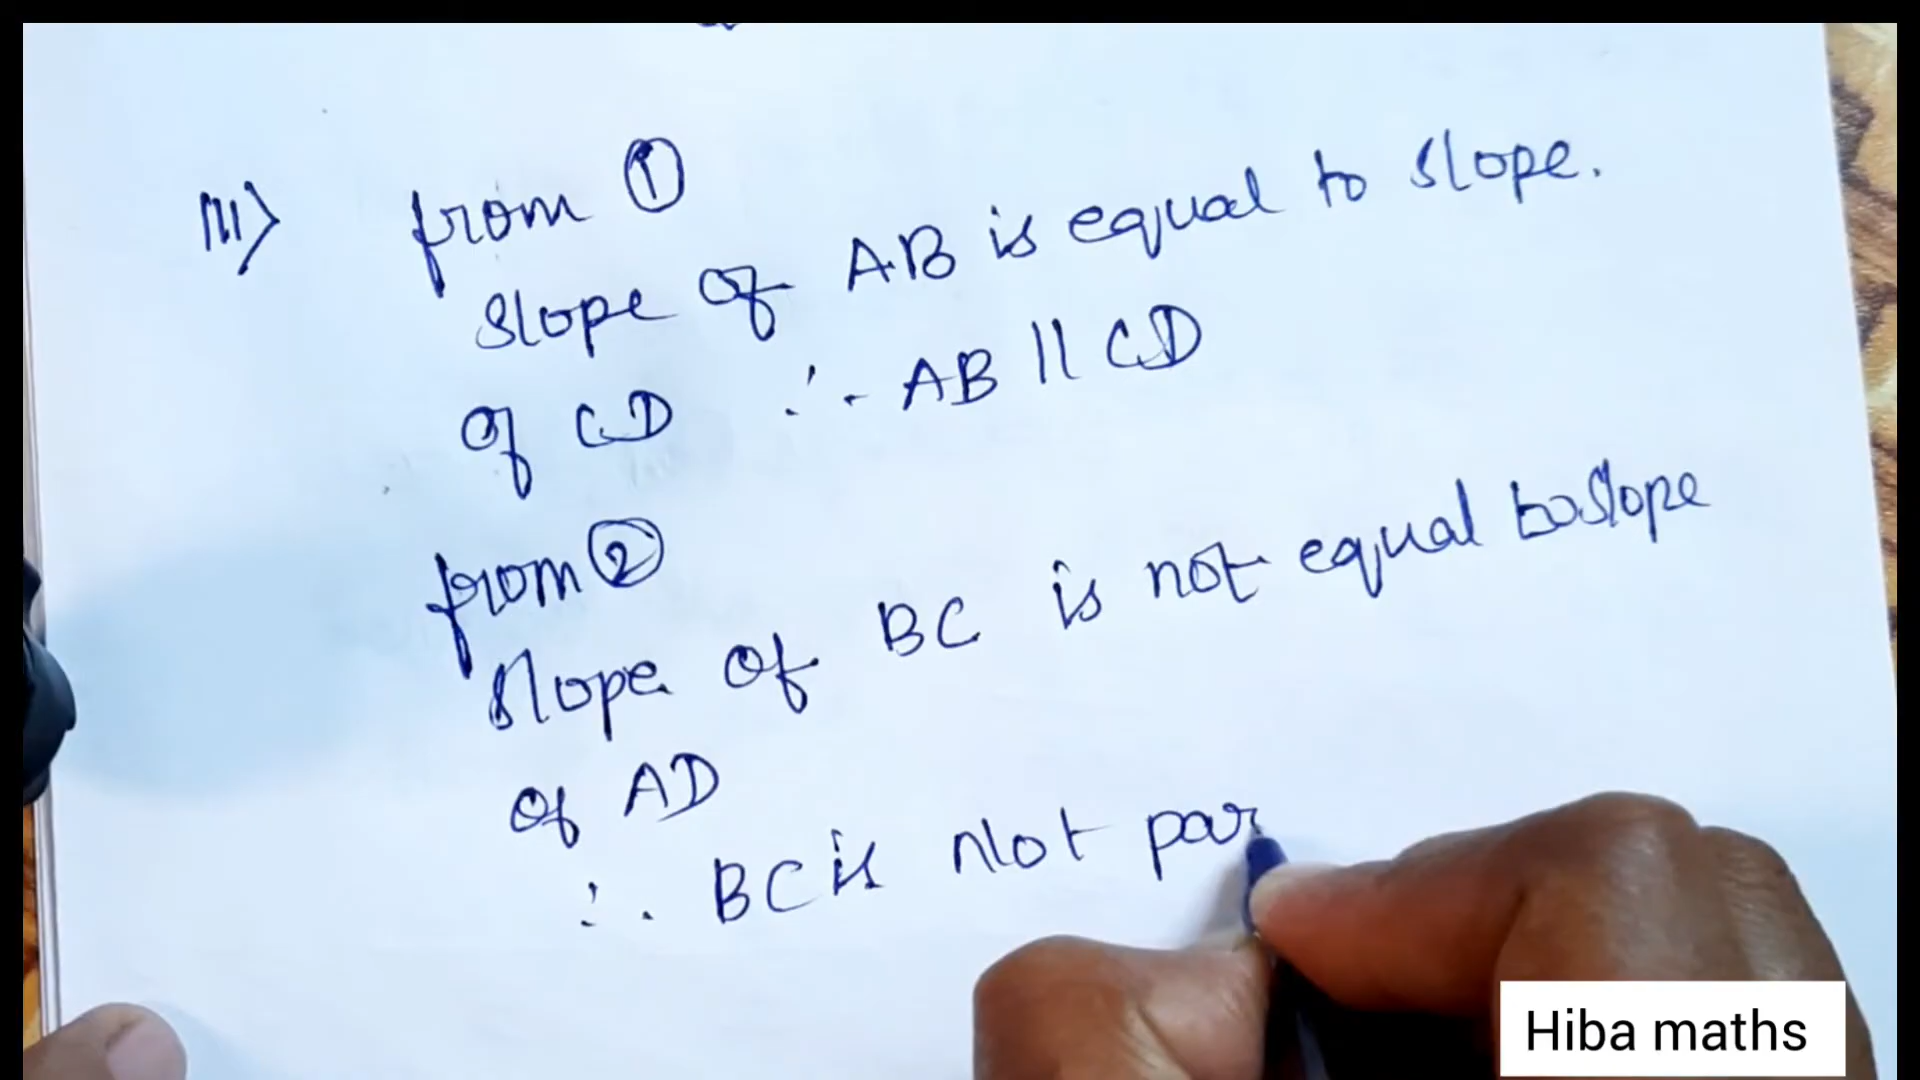 III) from ①
slope of AB is equal to slope.
of CD ∴ AB || CD
from ②
slope of BC is not equal to slope
of AD
∴ BC is Not par
Hiba maths